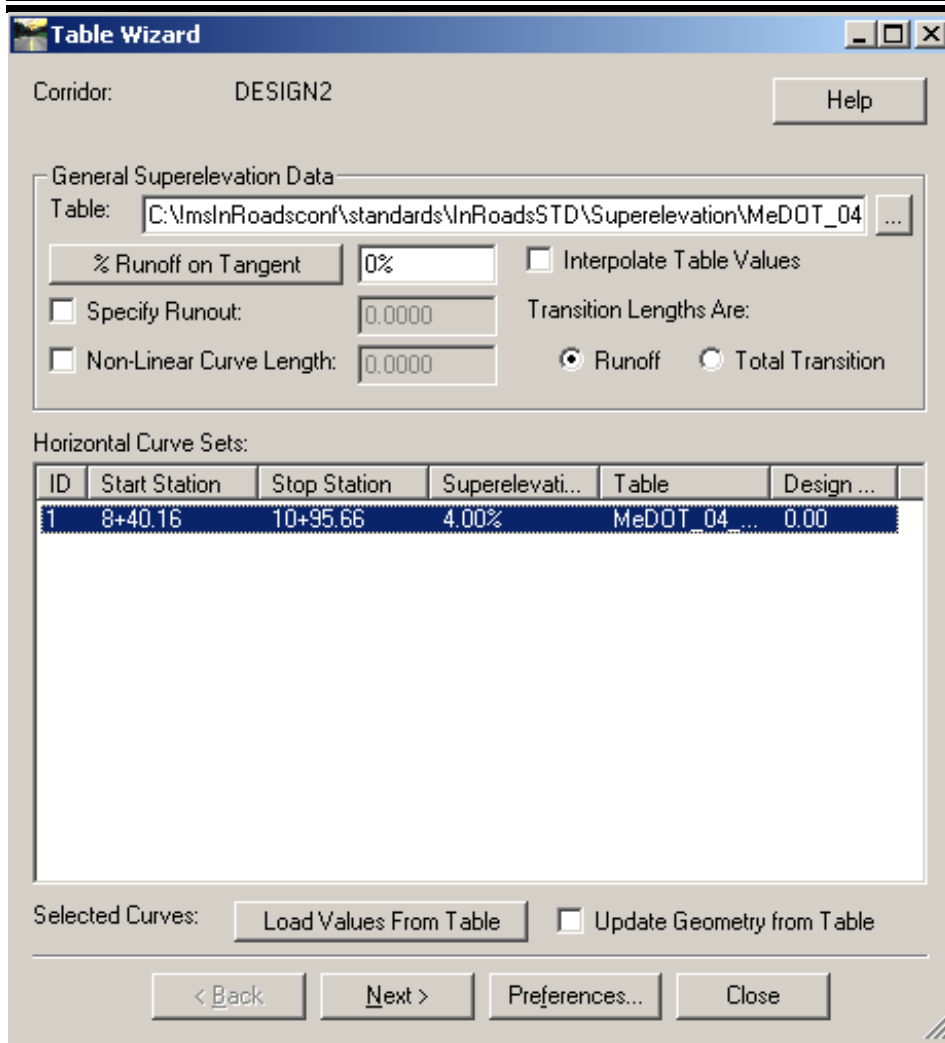 Table Wizard
Corridor: DESIGN2
Help
General Superelevation Data
Table: C:\!msInRoadsconf\standards\InRoadsSTD\Superelevation\MeDOT_04 ...
% Runoff on Tangent 0% Interpolate Table Values
Specify Runout: 0.0000 Transition Lengths Are:
Non-Linear Curve Length: 0.0000 Runoff Total Transition
Horizontal Curve Sets:
ID Start Station Stop Station Superelevati... Table Design ...
1 8+40.16 10+95.66 4.00% MeDOT_04_... 0.00
Selected Curves: Load Values From Table Update Geometry from Table
< Back Next > Preferences... Close